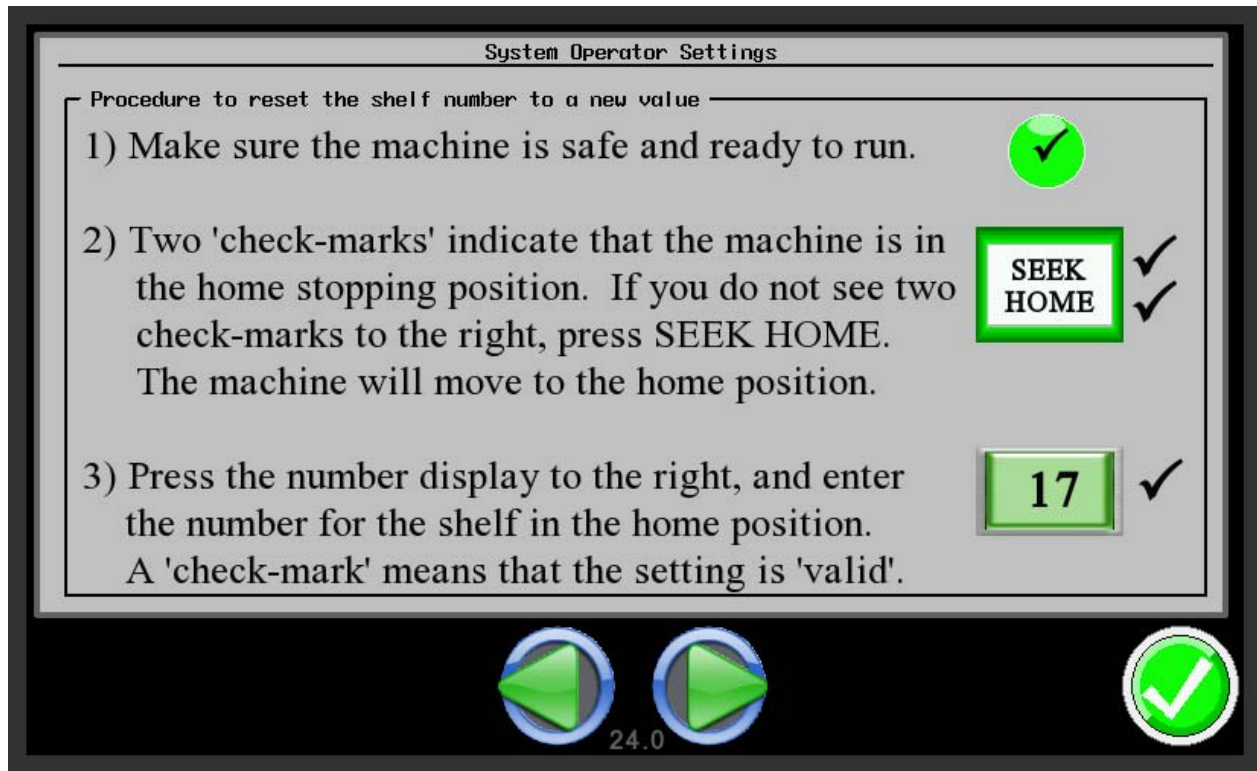 System Operator Settings
Procedure to reset the shelf number to a new value
1) Make sure the machine is safe and ready to run.
2) Two 'check-marks' indicate that the machine is in
the home stopping position.  If you do not see two
check-marks to the right, press SEEK HOME.
The machine will move to the home position.
SEEK
HOME
3) Press the number display to the right, and enter
the number for the shelf in the home position.
A 'check-mark' means that the setting is 'valid'.
17
24.0